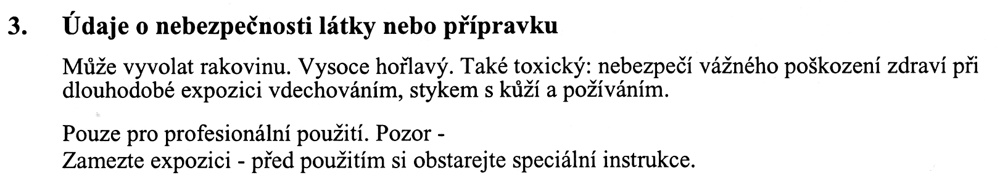 3. Údaje o nebezpečnosti látky nebo přípravku
Může vyvolat rakovinu. Vysoce hořlavý. Také toxický: nebezpečí vážného poškození zdraví při
dlouhodobé expozici vdechováním, stykem s kůží a požíváním.
Pouze pro profesionální použití. Pozor -
Zamezte expozici - před použitím si obstarejte speciální instrukce.